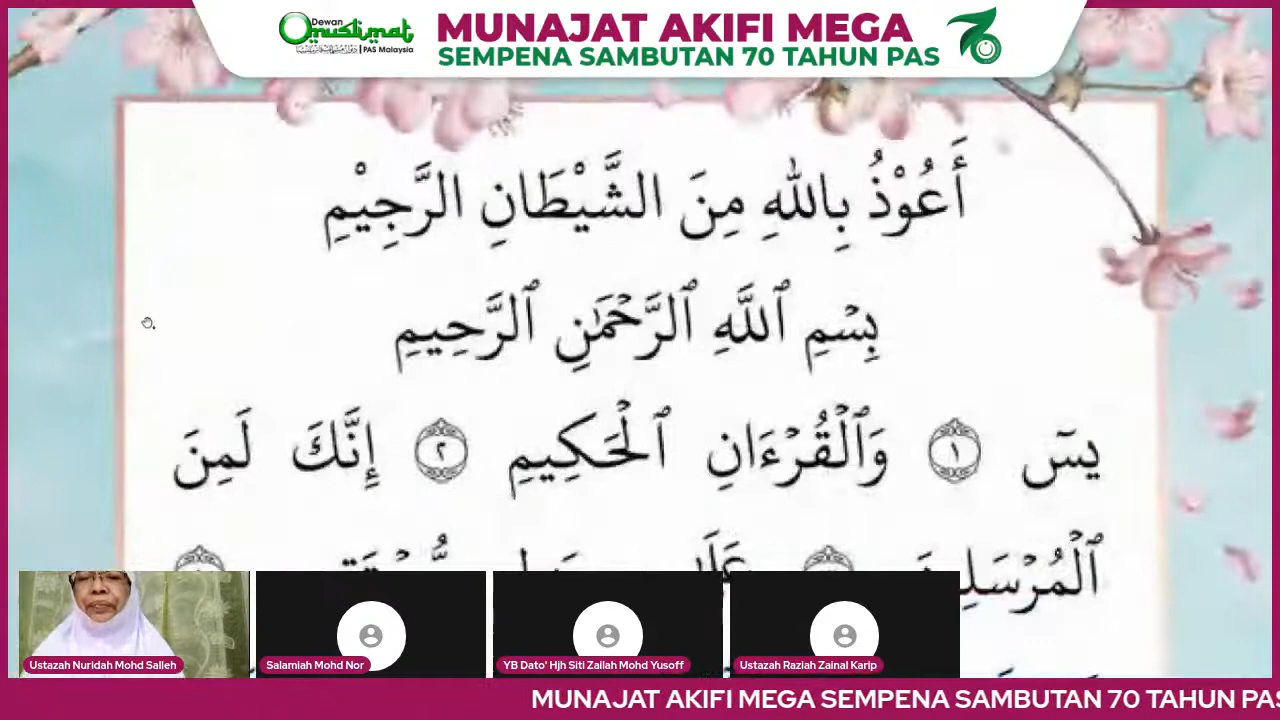 Dewan
muslimat
PAS Malaysia
MUNAJAT AKIFI MEGA
SEMPENA SAMBUTAN 70 TAHUN PAS
أَعُوْذُ بِاللهِ مِنَ الشَّيْطَانِ الرَّجِيْمِ
بِسْمِ ٱللَّهِ ٱلرَّحْمَٰنِ ٱلرَّحِيمِ
يسٓ ١ وَٱلْقُرْءَانِ ٱلْحَكِيمِ ٢ إِنَّكَ لَمِنَ
Ustazah Nuridah Mohd Salleh
Salamiah Mohd Nor
YB Dato' Hjh Siti Zailah Mohd Yusoff
Ustazah Raziah Zainal Karip
MUNAJAT AKIFI MEGA SEMPENA SAMBUTAN 70 TAHUN PAS